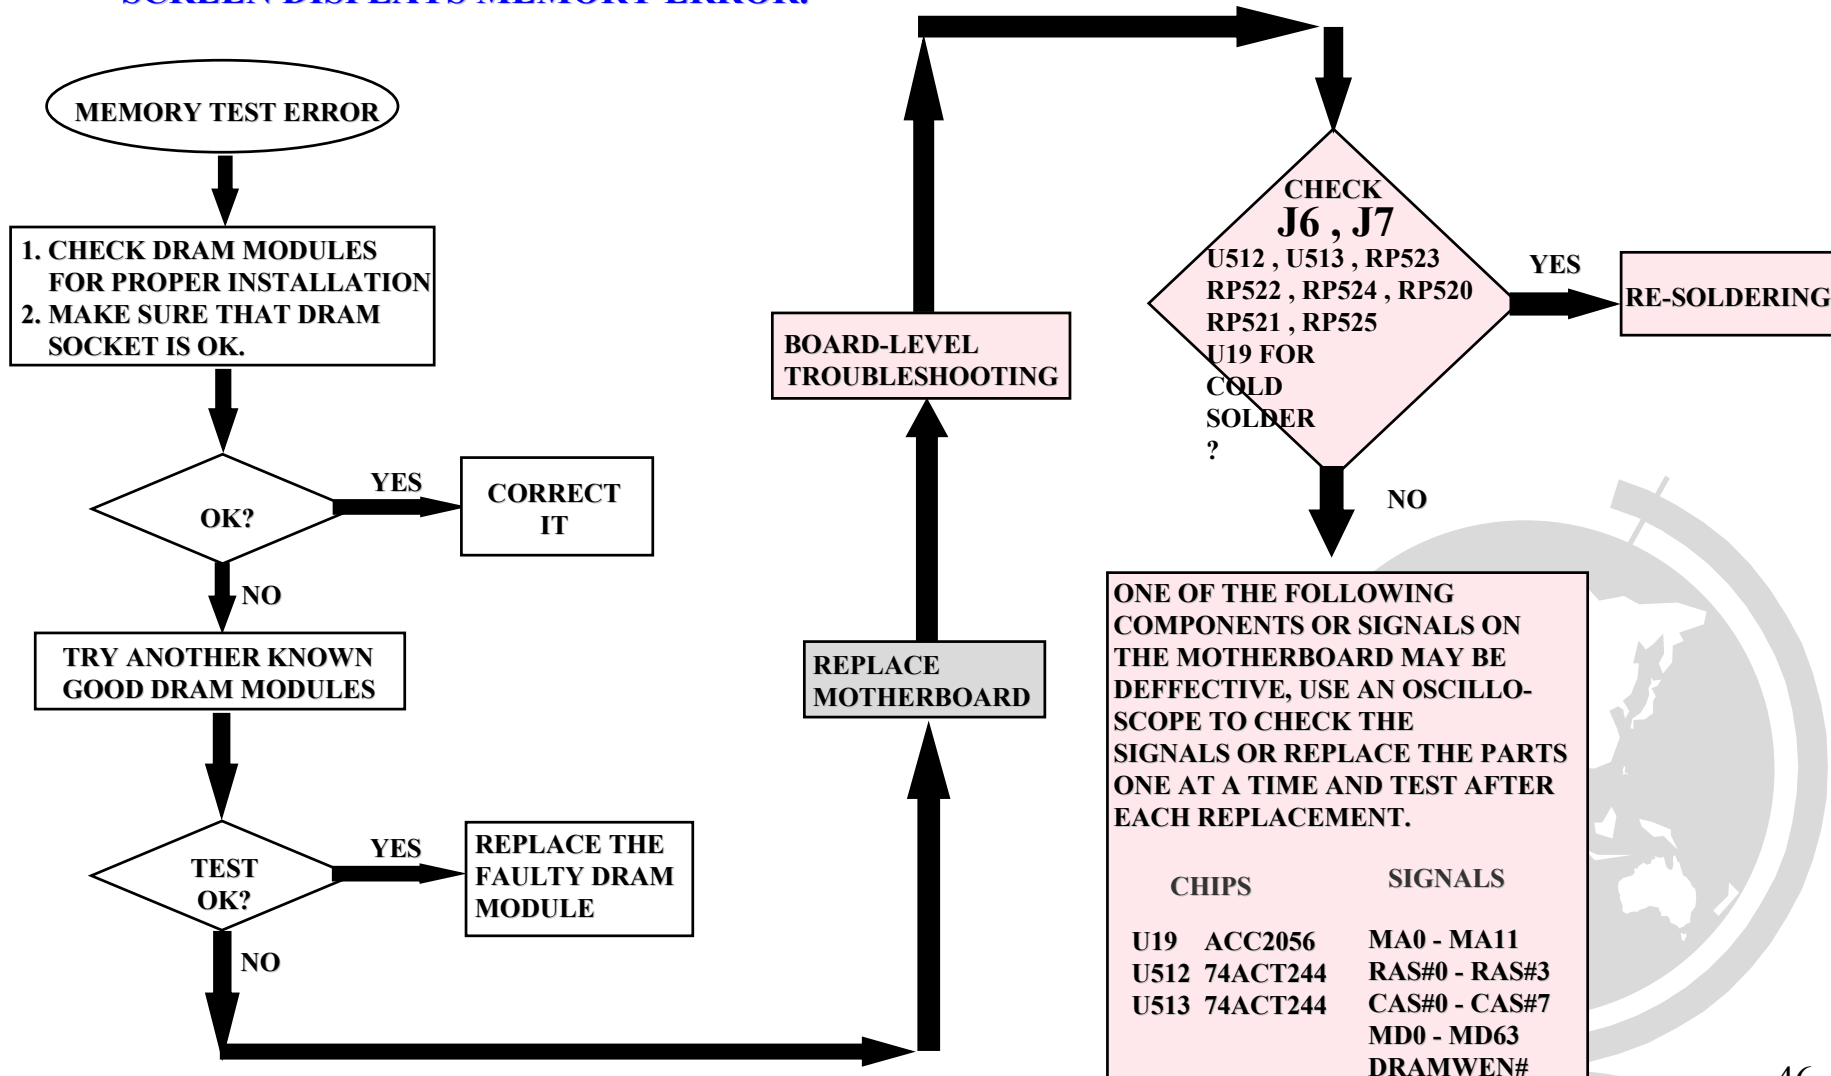 SCREEN DISPLAYS MEMORY ERROR.
MEMORY TEST ERROR
1. CHECK DRAM MODULES
FOR PROPER INSTALLATION
2. MAKE SURE THAT DRAM
SOCKET IS OK.
OK?
YES
CORRECT
IT
NO
TRY ANOTHER KNOWN
GOOD DRAM MODULES
TEST
OK?
YES
REPLACE THE
FAULTY DRAM
MODULE
NO
REPLACE
MOTHERBOARD
BOARD-LEVEL
TROUBLESHOOTING
CHECK
J6 , J7
U512 , U513 , RP523
RP522 , RP524 , RP520
RP521 , RP525
U19 FOR
COLD
SOLDER
?
YES
RE-SOLDERING
NO
ONE OF THE FOLLOWING
COMPONENTS OR SIGNALS ON
THE MOTHERBOARD MAY BE
DEFFECTIVE, USE AN OSCILLO-
SCOPE TO CHECK THE
SIGNALS OR REPLACE THE PARTS
ONE AT A TIME AND TEST AFTER
EACH REPLACEMENT.
CHIPS
U19 ACC2056
U512 74ACT244
U513 74ACT244
SIGNALS
MA0 - MA11
RAS#0 - RAS#3
CAS#0 - CAS#7
MD0 - MD63
DRAMWEN#